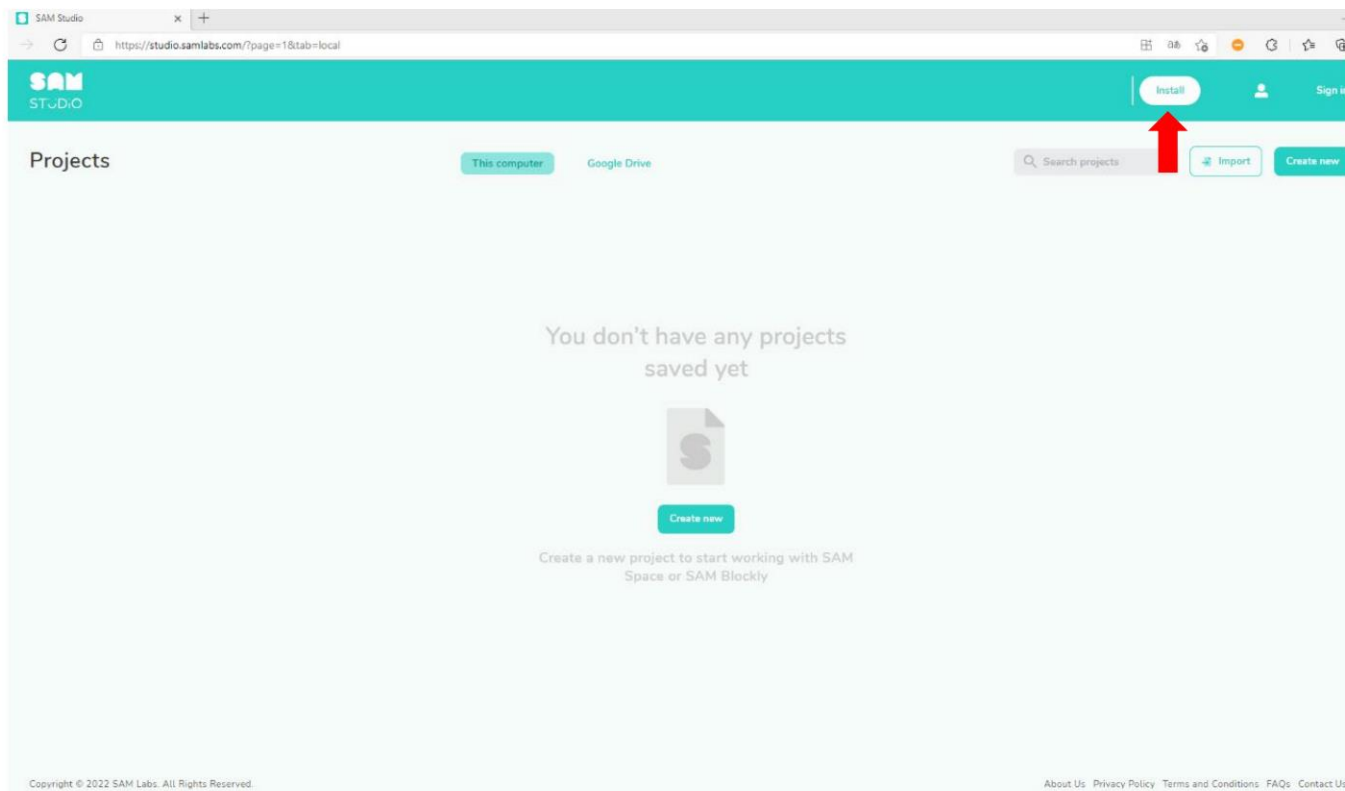 SAM Studio
https://studio.samlabs.com/?page=1&tab=local
SAM
STUDIO
Install
Sign in
Projects
This computer
Google Drive
Search projects
Import
Create new
You don't have any projects
saved yet
S
Create new
Create a new project to start working with SAM
Space or SAM Blockly
Copyright © 2022 SAM Labs. All Rights Reserved.
About Us Privacy Policy Terms and Conditions FAQs Contact Us